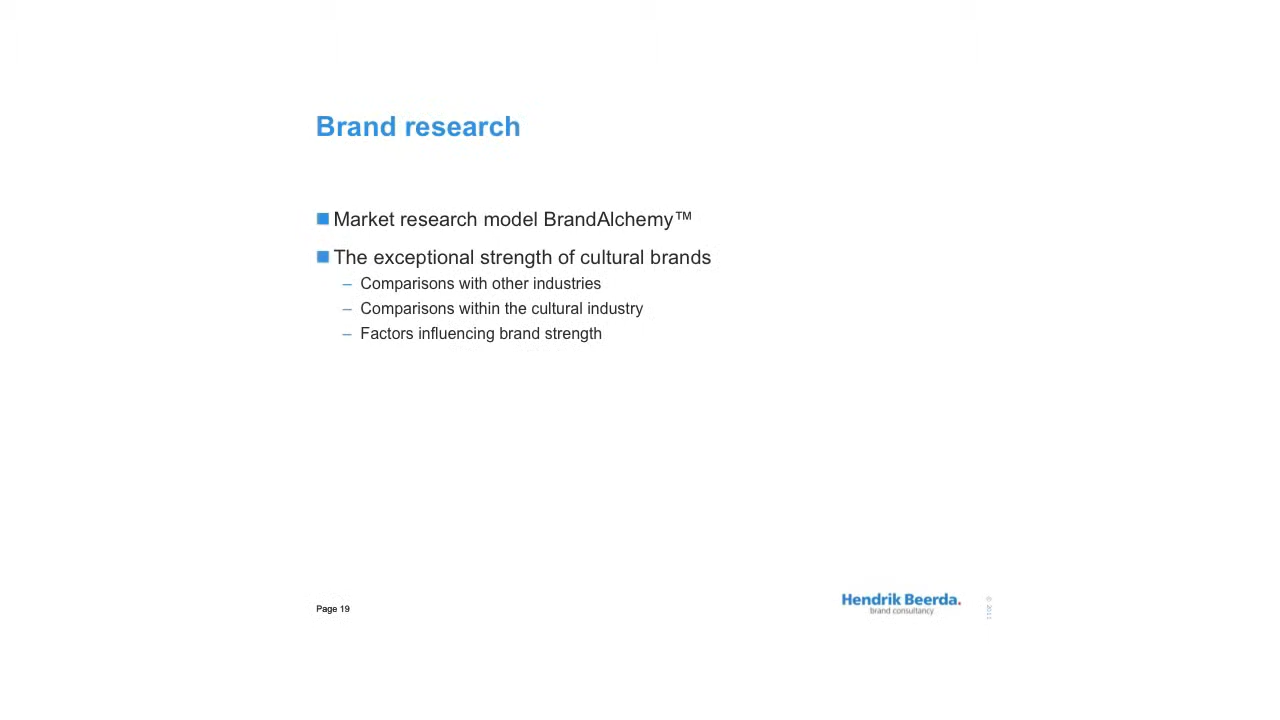 Brand research
Market research model BrandAlchemy™
The exceptional strength of cultural brands
– Comparisons with other industries
– Comparisons within the cultural industry
– Factors influencing brand strength
Page 19
Hendrik Beerda.
brand consultancy
© 2011